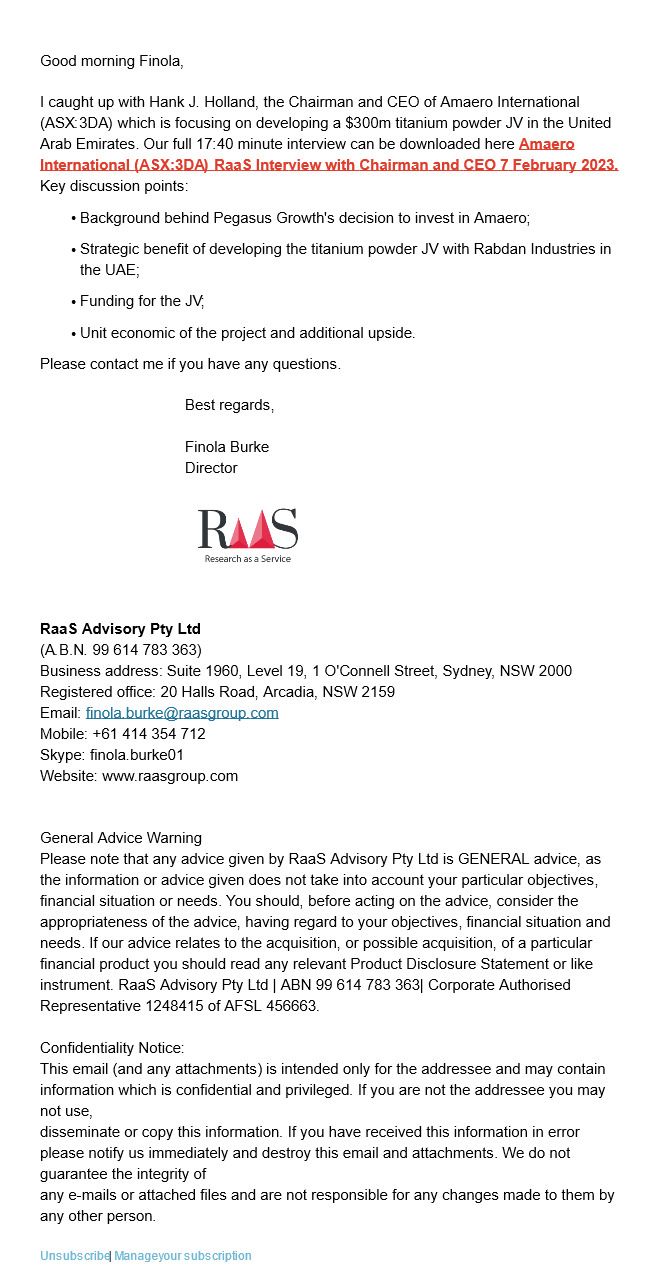 Good morning Finola,
I caught up with Hank J. Holland, the Chairman and CEO of Amaero International
(ASX:3DA) which is focusing on developing a $300m titanium powder JV in the United
Arab Emirates. Our full 17:40 minute interview can be downloaded here Amaero
International (ASX:3DA) RaaS Interview with Chairman and CEO 7 February 2023.
Key discussion points:
• Background behind Pegasus Growth's decision to invest in Amaero;
• Strategic benefit of developing the titanium powder JV with Rabdan Industries in
the UAE;
• Funding for the JV;
• Unit economic of the project and additional upside.
Please contact me if you have any questions.
Best regards,
Finola Burke
Director
RaaS
Research as a Service
RaaS Advisory Pty Ltd
(A.B.N. 99 614 783 363)
Business address: Suite 1960, Level 19, 1 O'Connell Street, Sydney, NSW 2000
Registered office: 20 Halls Road, Arcadia, NSW 2159
Email: finola.burke@raasgroup.com
Mobile: +61 414 354 712
Skype: finola.burke01
Website: www.raasgroup.com
General Advice Warning
Please note that any advice given by RaaS Advisory Pty Ltd is GENERAL advice, as
the information or advice given does not take into account your particular objectives,
financial situation or needs. You should, before acting on the advice, consider the
appropriateness of the advice, having regard to your objectives, financial situation and
needs. If our advice relates to the acquisition, or possible acquisition, of a particular
financial product you should read any relevant Product Disclosure Statement or like
instrument. RaaS Advisory Pty Ltd | ABN 99 614 783 363| Corporate Authorised
Representative 1248415 of AFSL 456663.
Confidentiality Notice:
This email (and any attachments) is intended only for the addressee and may contain
information which is confidential and privileged. If you are not the addressee you may
not use,
disseminate or copy this information. If you have received this information in error
please notify us immediately and destroy this email and attachments. We do not
guarantee the integrity of
any e-mails or attached files and are not responsible for any changes made to them by
any other person.
Unsubscribe| Manageyour subscription